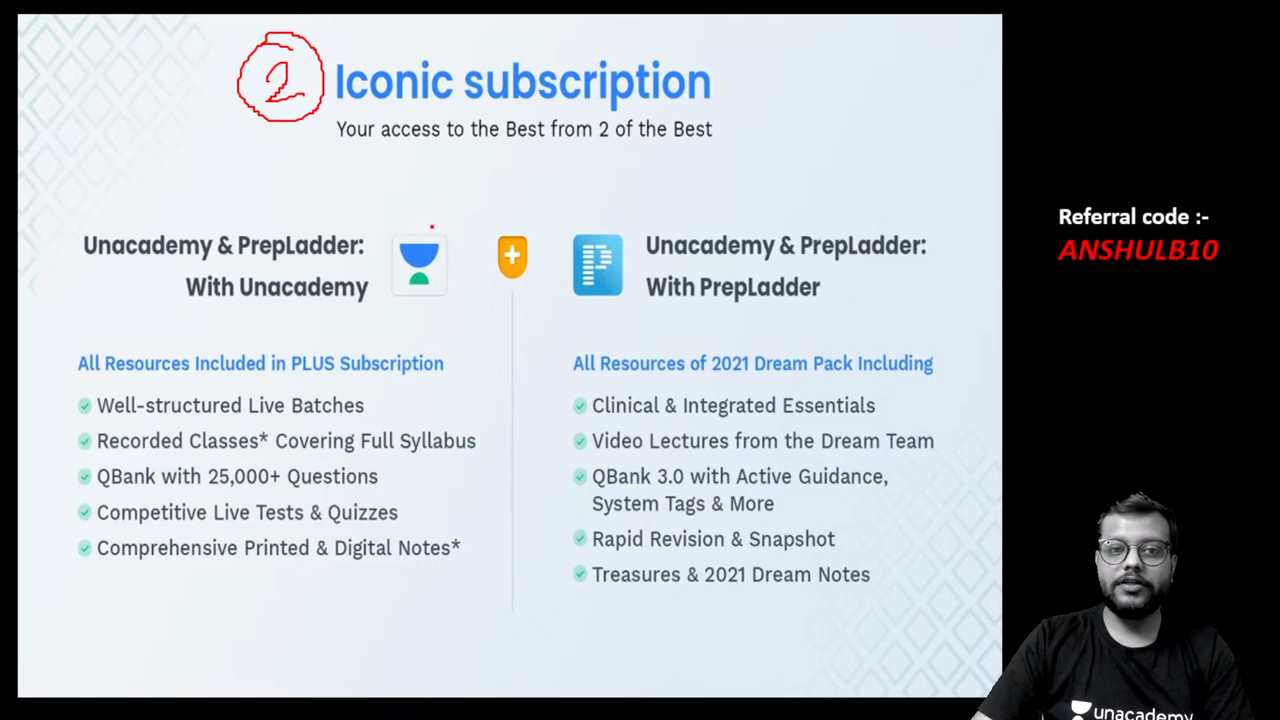 2
Iconic subscription
Your access to the Best from 2 of the Best
Unacademy & PrepLadder:
With Unacademy
Unacademy & PrepLadder:
With PrepLadder
All Resources Included in PLUS Subscription
Well-structured Live Batches
Recorded Classes* Covering Full Syllabus
QBank with 25,000+ Questions
Competitive Live Tests & Quizzes
Comprehensive Printed & Digital Notes*
All Resources of 2021 Dream Pack Including
Clinical & Integrated Essentials
Video Lectures from the Dream Team
QBank 3.0 with Active Guidance,
System Tags & More
Rapid Revision & Snapshot
Treasures & 2021 Dream Notes
Referral code :-
ANSHULB10
unacademy